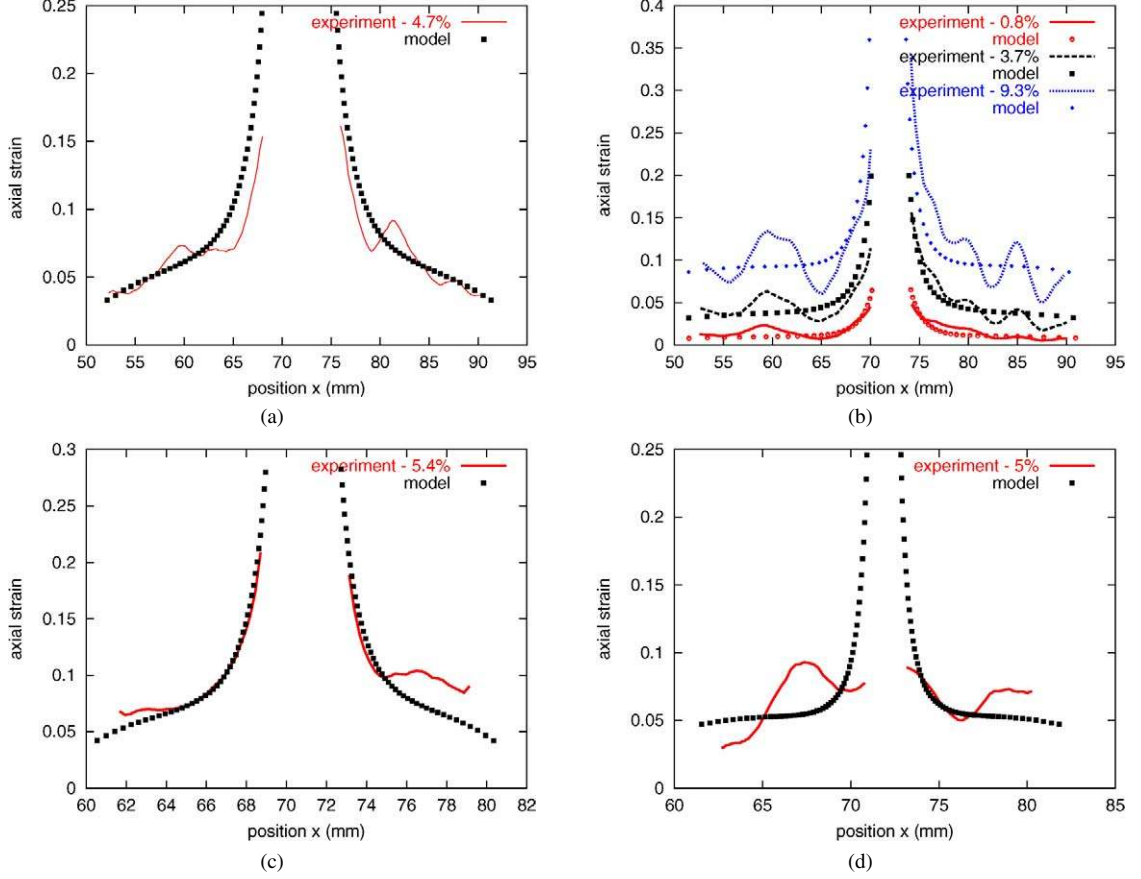 0.25
0.2
0.15
0.1
0.05
0
axial strain
experiment - 4.7%
model
50 55 60 65 70 75 80 85 90 95
position x (mm)
(a)
0.4
0.35
0.3
0.25
0.2
0.15
0.1
0.05
0
axial strain
experiment - 0.8%
model
experiment - 3.7%
model
experiment - 9.3%
model
50 55 60 65 70 75 80 85 90 95
position x (mm)
(b)
0.3
0.25
0.2
0.15
0.1
0.05
0
axial strain
experiment - 5.4%
model
60 62 64 66 68 70 72 74 76 78 80 82
position x (mm)
(c)
0.25
0.2
0.15
0.1
0.05
0
axial strain
experiment - 5%
model
60 65 70 75 80 85
position x (mm)
(d)